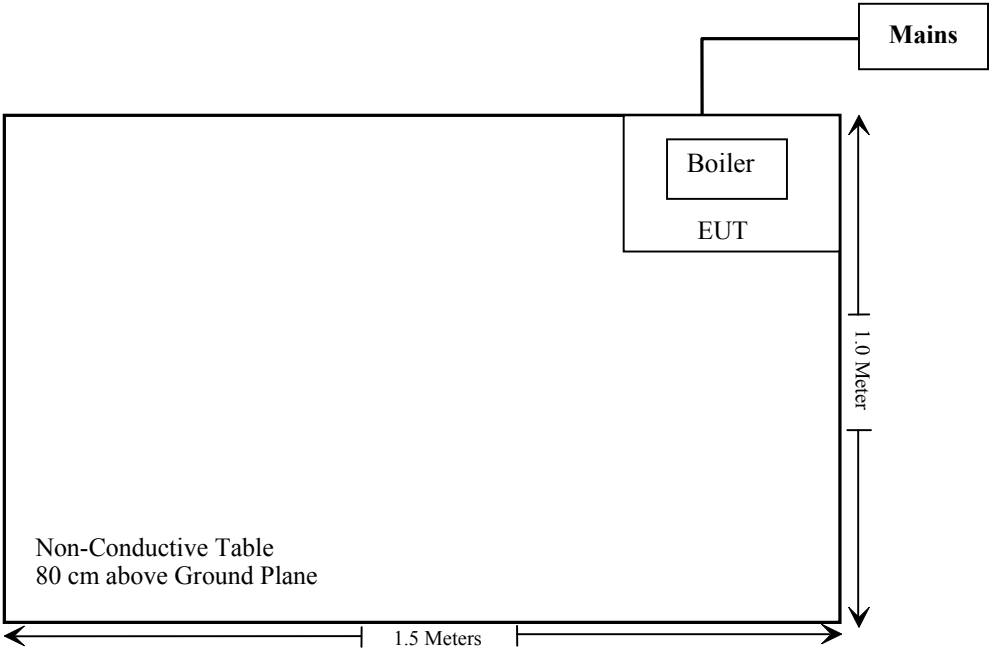 Mains
Boiler
EUT
1.0 Meter
Non-Conductive Table
80 cm above Ground Plane
1.5 Meters